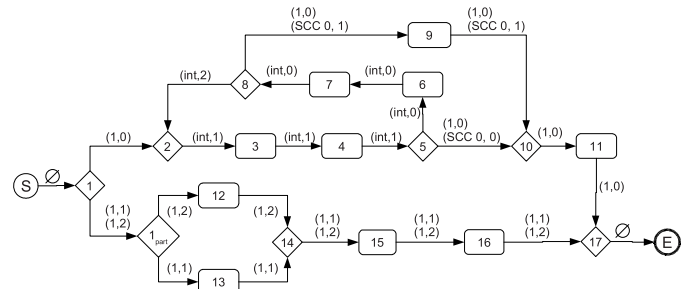 (1,0)
(SCC 0, 1)
9
(1,0)
(SCC 0, 1)
(int,2)
8
(int,0)
7
(int,0)
6
(int,0)
(1,0)
2
(int,1)
3
(int,1)
4
(int,1)
5
(1,0)
(SCC 0, 0)
10
(1,0)
11
(1,0)
S
∅
1
(1,1)
(1,2)
1part
(1,2)
12
(1,2)
(1,1)
13
(1,1)
14
(1,1)
(1,2)
15
(1,1)
(1,2)
16
(1,1)
(1,2)
17
∅
E